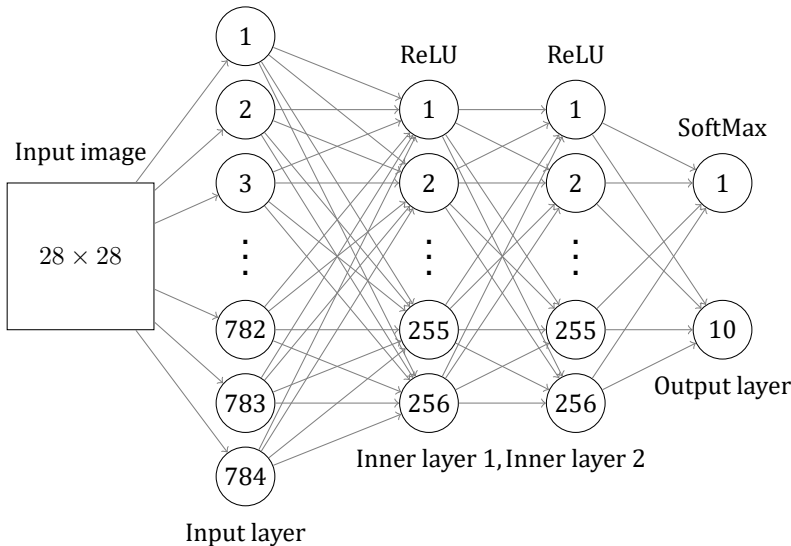 1
ReLU
ReLU
2
1
1
SoftMax
Input image
3
2
2
1
28 × 28
⋮
⋮
⋮
782
255
255
10
Output layer
783
256
256
Inner layer 1, Inner layer 2
784
Input layer